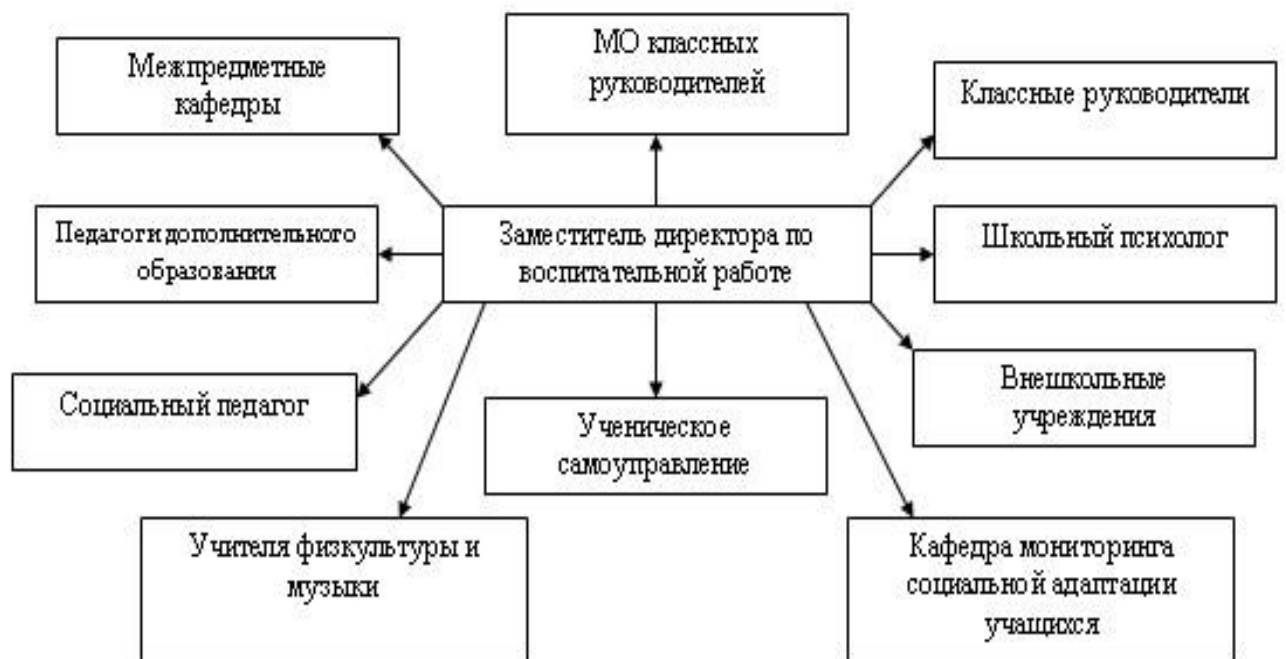 МО классных
руководителей
Межпредметные
кафедры
Классные руководители
Педагоги дополнительного
образования
Заместитель директора по
воспитательной работе
Школьный психолог
Социальный педагог
Ученическое
самоуправление
Внешкольные
учреждения
Учителя физкультуры и
музыки
Кафедра мониторинга
социальной адаптации
учащихся